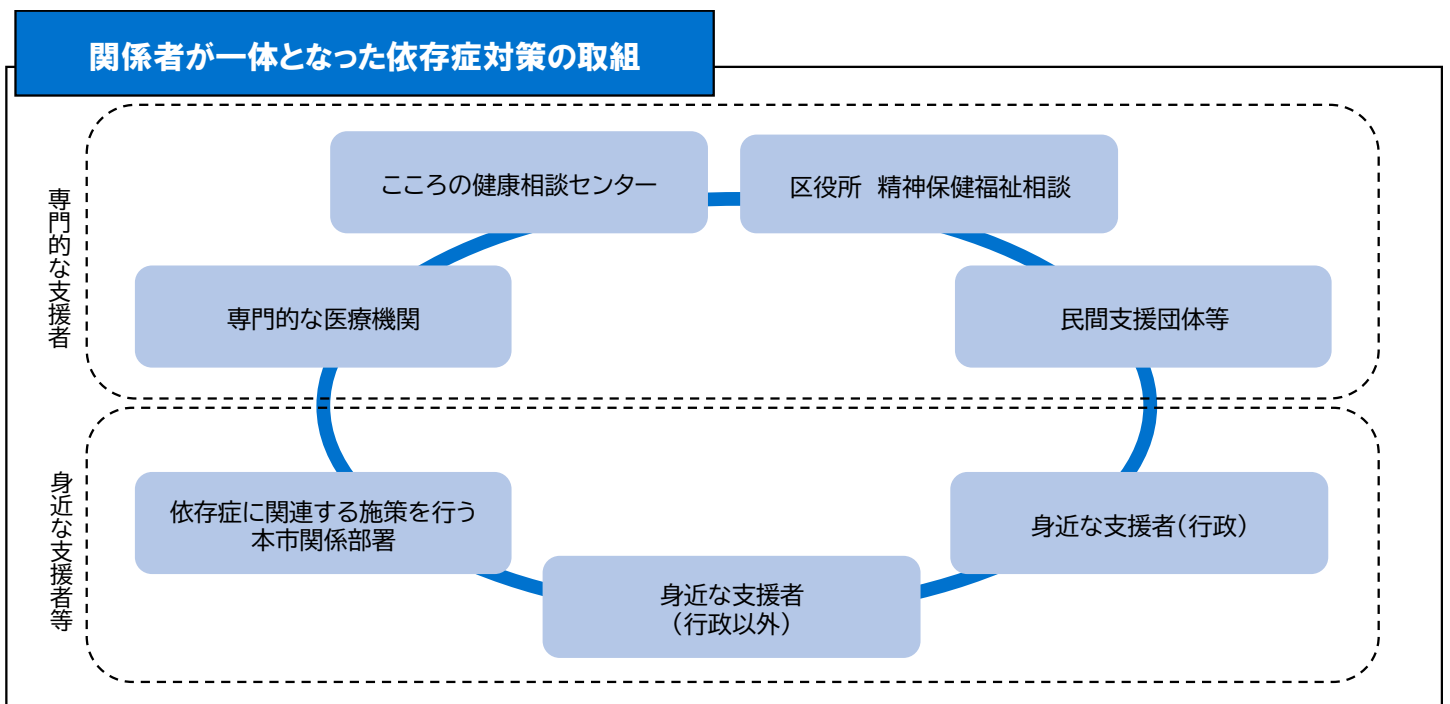 関係者が一体となった依存症対策の取組
専門的な支援者
こころの健康相談センター
区役所 精神保健福祉相談
専門的な医療機関
民間支援団体等
身近な支援者等
依存症に関連する施策を行う
本市関係部署
身近な支援者(行政)
身近な支援者
(行政以外)